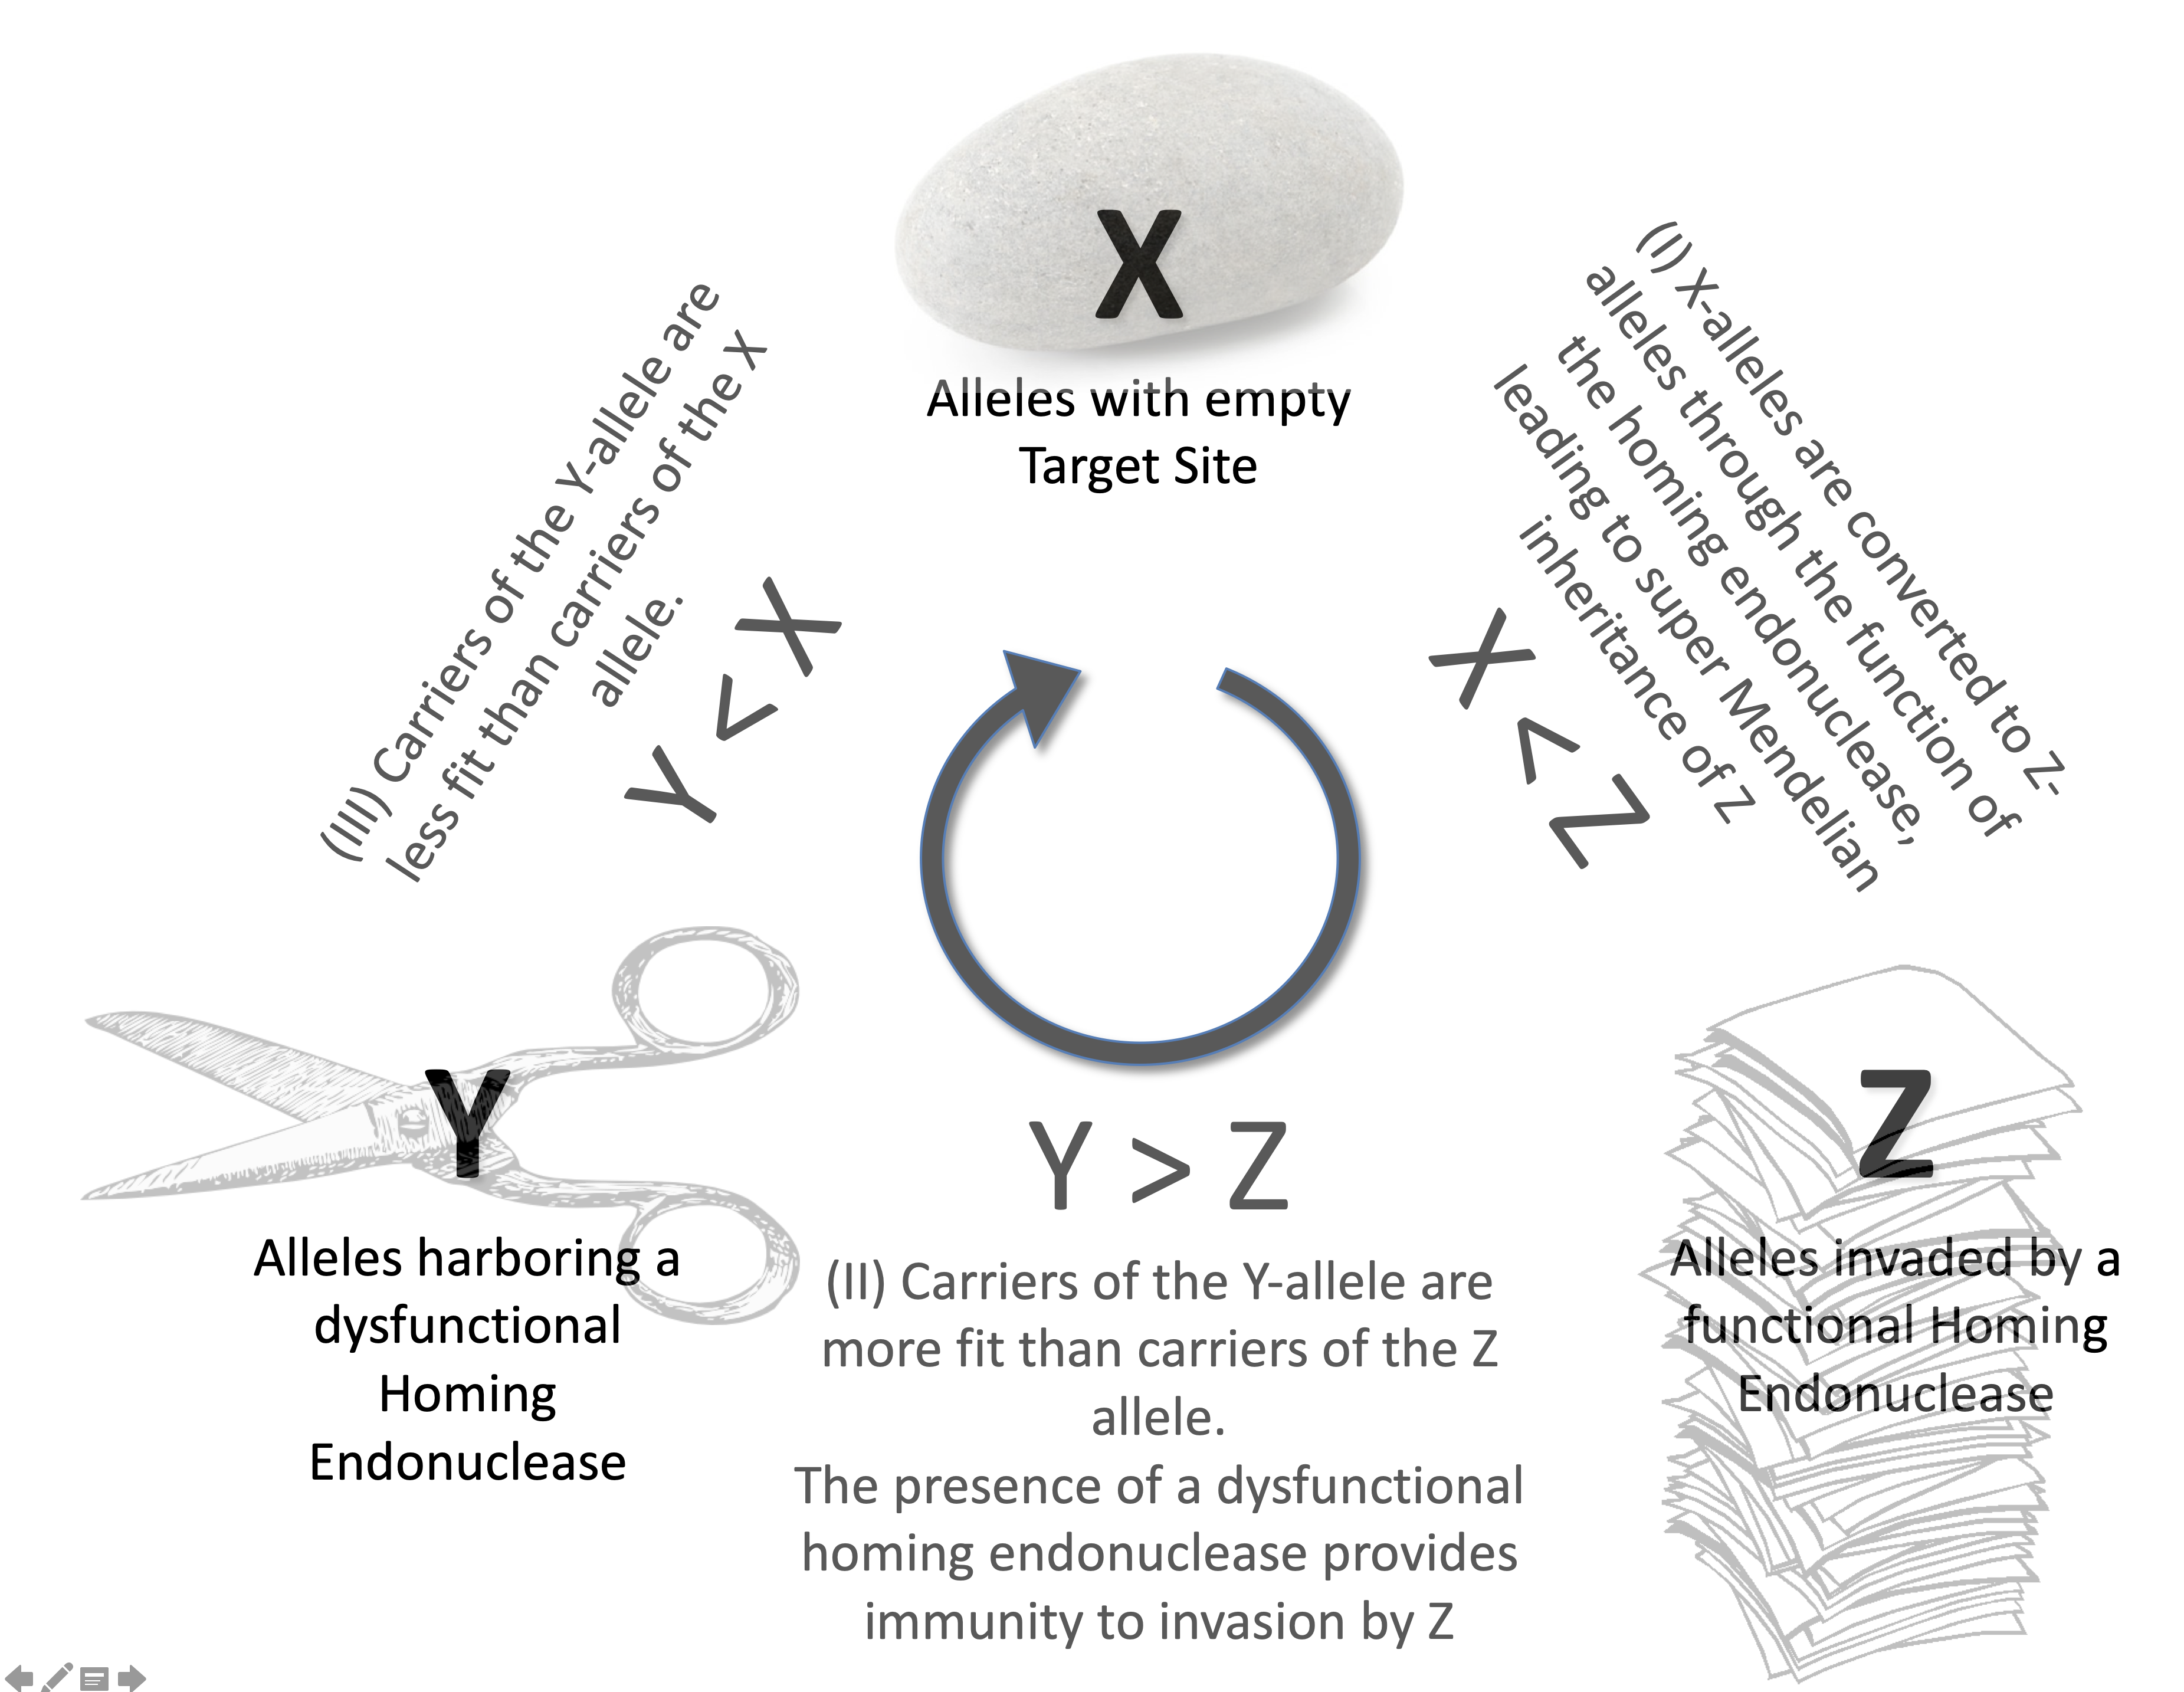 X
Alleles with empty
Target Site
(I) X-alleles are converted to Z-
alleles through the function of
the homing endonuclease,
leading to super Mendelian
inheritance of Z
X < Z
(III) Carriers of the Y-allele are
less fit than carriers of the X
allele.
Y < X
Y
Alleles harboring a
dysfunctional
Homing
Endonuclease
Y > Z
(II) Carriers of the Y-allele are
more fit than carriers of the Z
allele.
The presence of a dysfunctional
homing endonuclease provides
immunity to invasion by Z
Z
Alleles invaded by a
functional Homing
Endonuclease